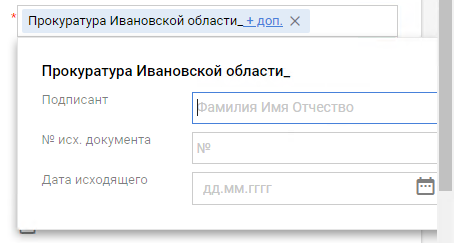 * Прокуратура Ивановской области_ + доп. ×
Прокуратура Ивановской области_
Подписант Фамилия Имя Отчество
№ исх. документа №
Дата исходящего дд.мм.гггг